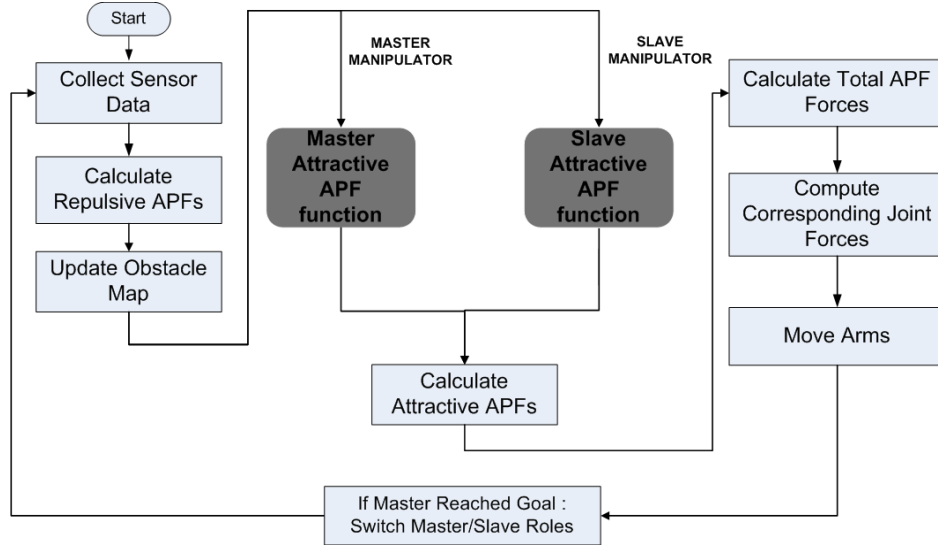 Start
Collect Sensor
Data
Calculate
Repulsive APFs
Update Obstacle
Map
MASTER
MANIPULATOR
SLAVE
MANIPULATOR
Master
Attractive
APF
function
Slave
Attractive
APF
function
Calculate
Attractive APFs
Calculate Total APF
Forces
Compute
Corresponding Joint
Forces
Move Arms
If Master Reached Goal :
Switch Master/Slave Roles